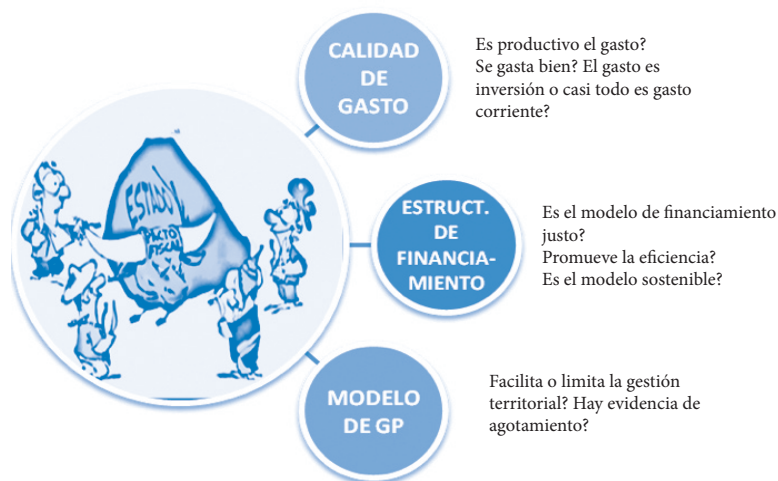 CALIDAD
DE
GASTO
Es productivo el gasto?
Se gasta bien? El gasto es
inversión o casi todo es gasto
corriente?
ESTADO
PACTO
FISCAL
ESTRUCT.
DE
FINANCIA-
MIENTO
Es el modelo de financiamiento
justo?
Promueve la eficiencia?
Es el modelo sostenible?
MODELO
DE GP
Facilita o limita la gestión
territorial? Hay evidencia de
agotamiento?